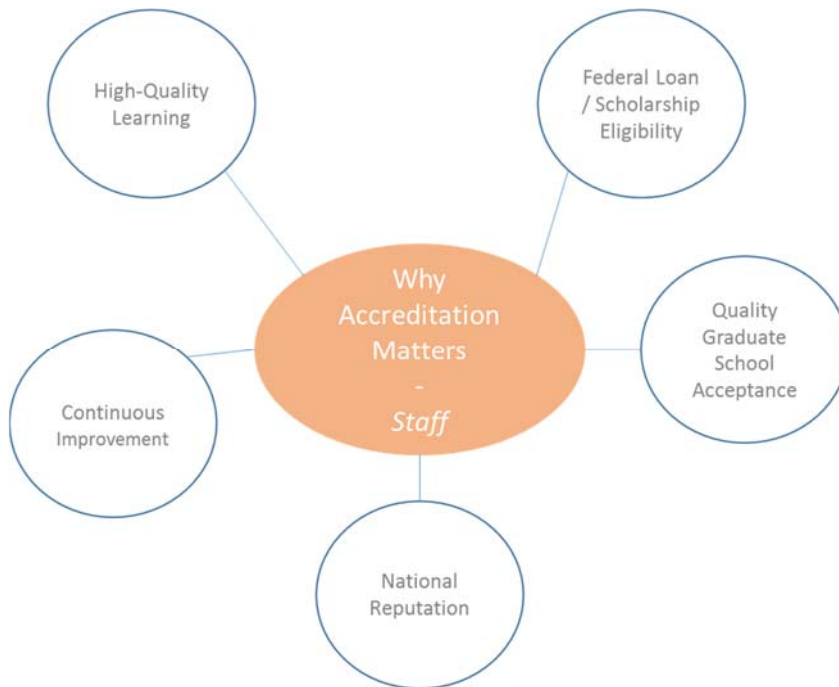 High-Quality
Learning
Federal Loan
/ Scholarship
Eligibility
Why
Accreditation
Matters
-
Staff
Quality
Graduate
School
Acceptance
Continuous
Improvement
National
Reputation